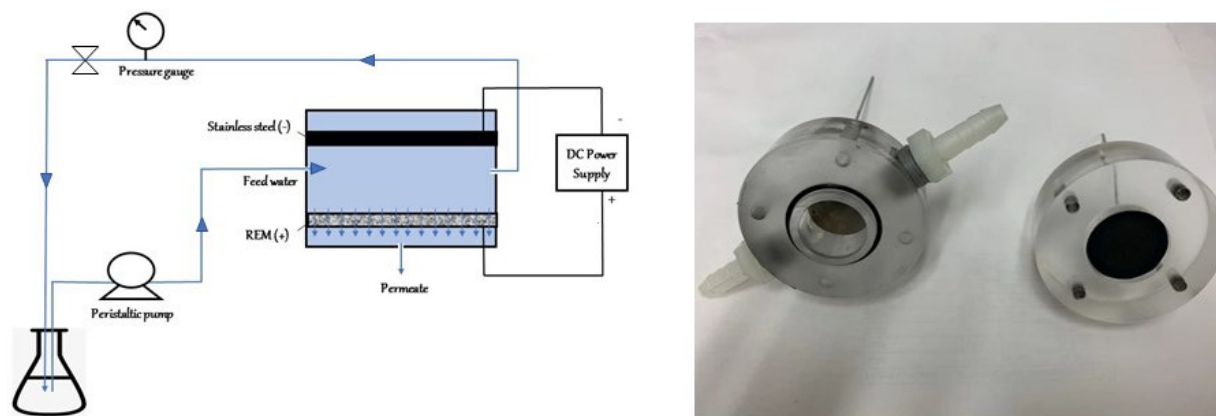 Pressure gauge
Stainless steel (-)
-
DC Power
Supply
+
Feed water
REM (+)
Permeate
Peristaltic pump